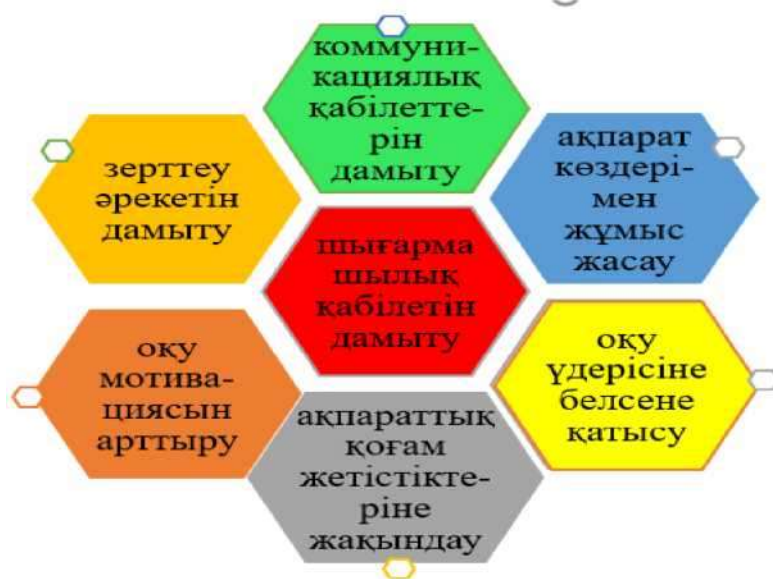 коммуни-
кациялық
қабілетте-
рін
дамыту
зерттеу
әрекетін
дамыту
ақпарат
көздері-
мен
жұмыс
жасау
шығарма
шылық
қабілетін
дамыту
оқу
мотива-
циясын
арттыру
оқу
үдерісіне
белсене
қатысу
ақпараттық
қоғам
жетістікте-
ріне
жақындау